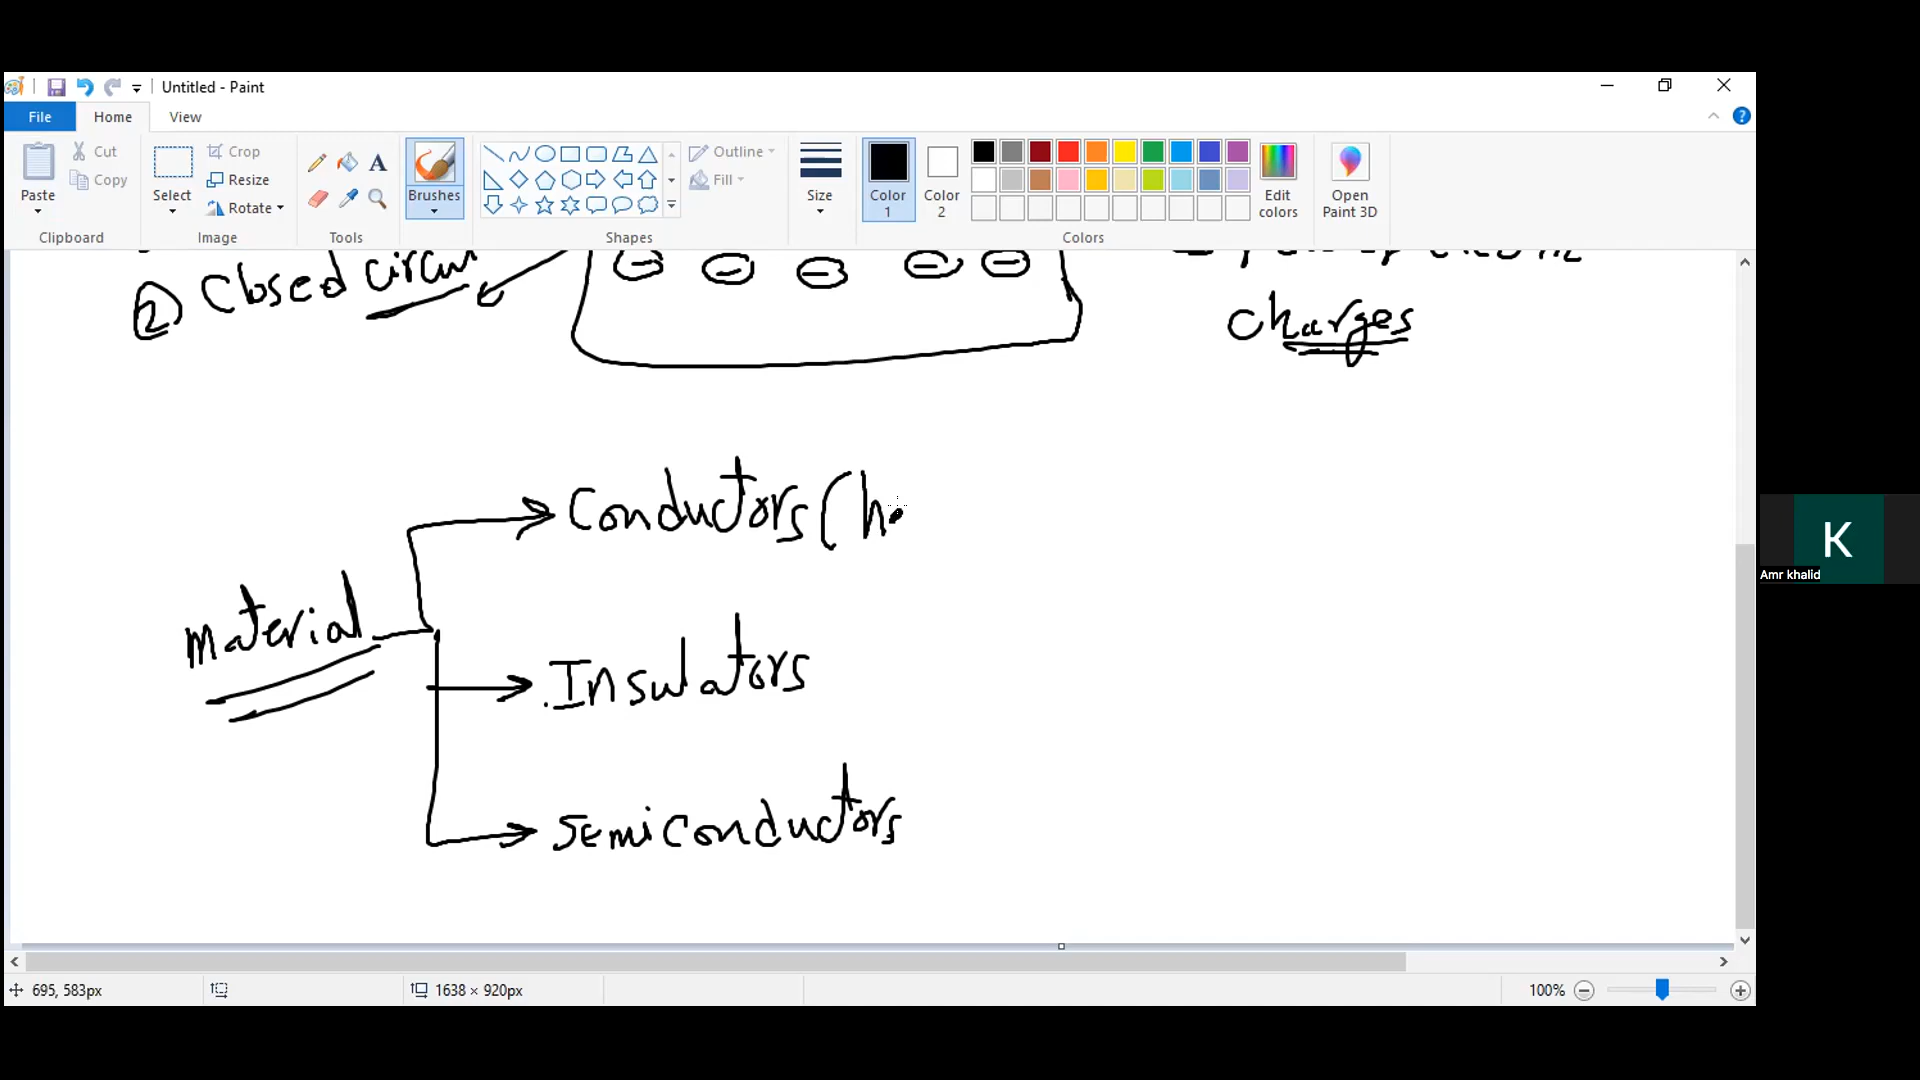 Untitled - Paint
File Home View
Paste
Cut
Copy
Clipboard
Select
Crop
Resize
Rotate
Image
Tools
Brushes
Shapes
Outline
Fill
Size
Color 1
Color 2
Colors
Edit colors
Open Paint 3D
② Closed circuit
charges
material
Conductors (h
Insulators
Semiconductors
K
Amr khalid
695, 583px
1638 × 920px
100%